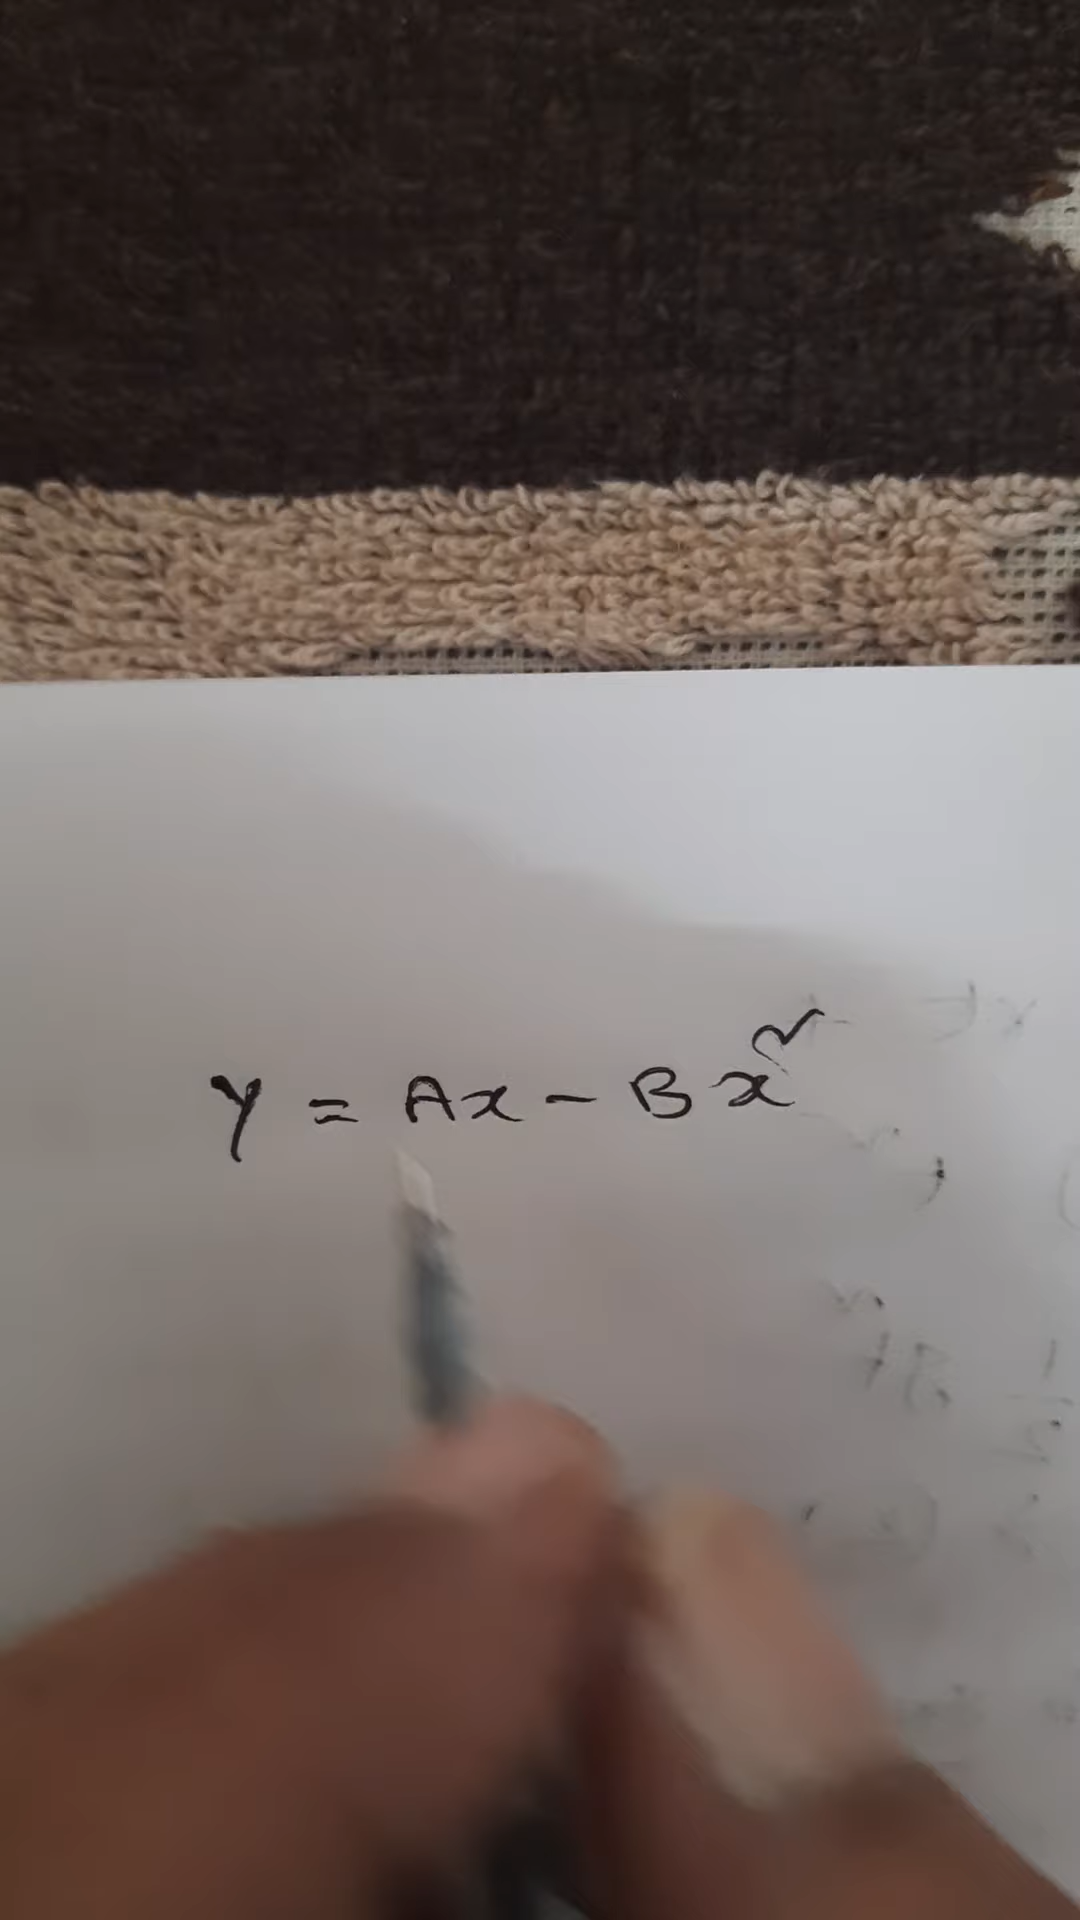 Y = Ax - Bx²